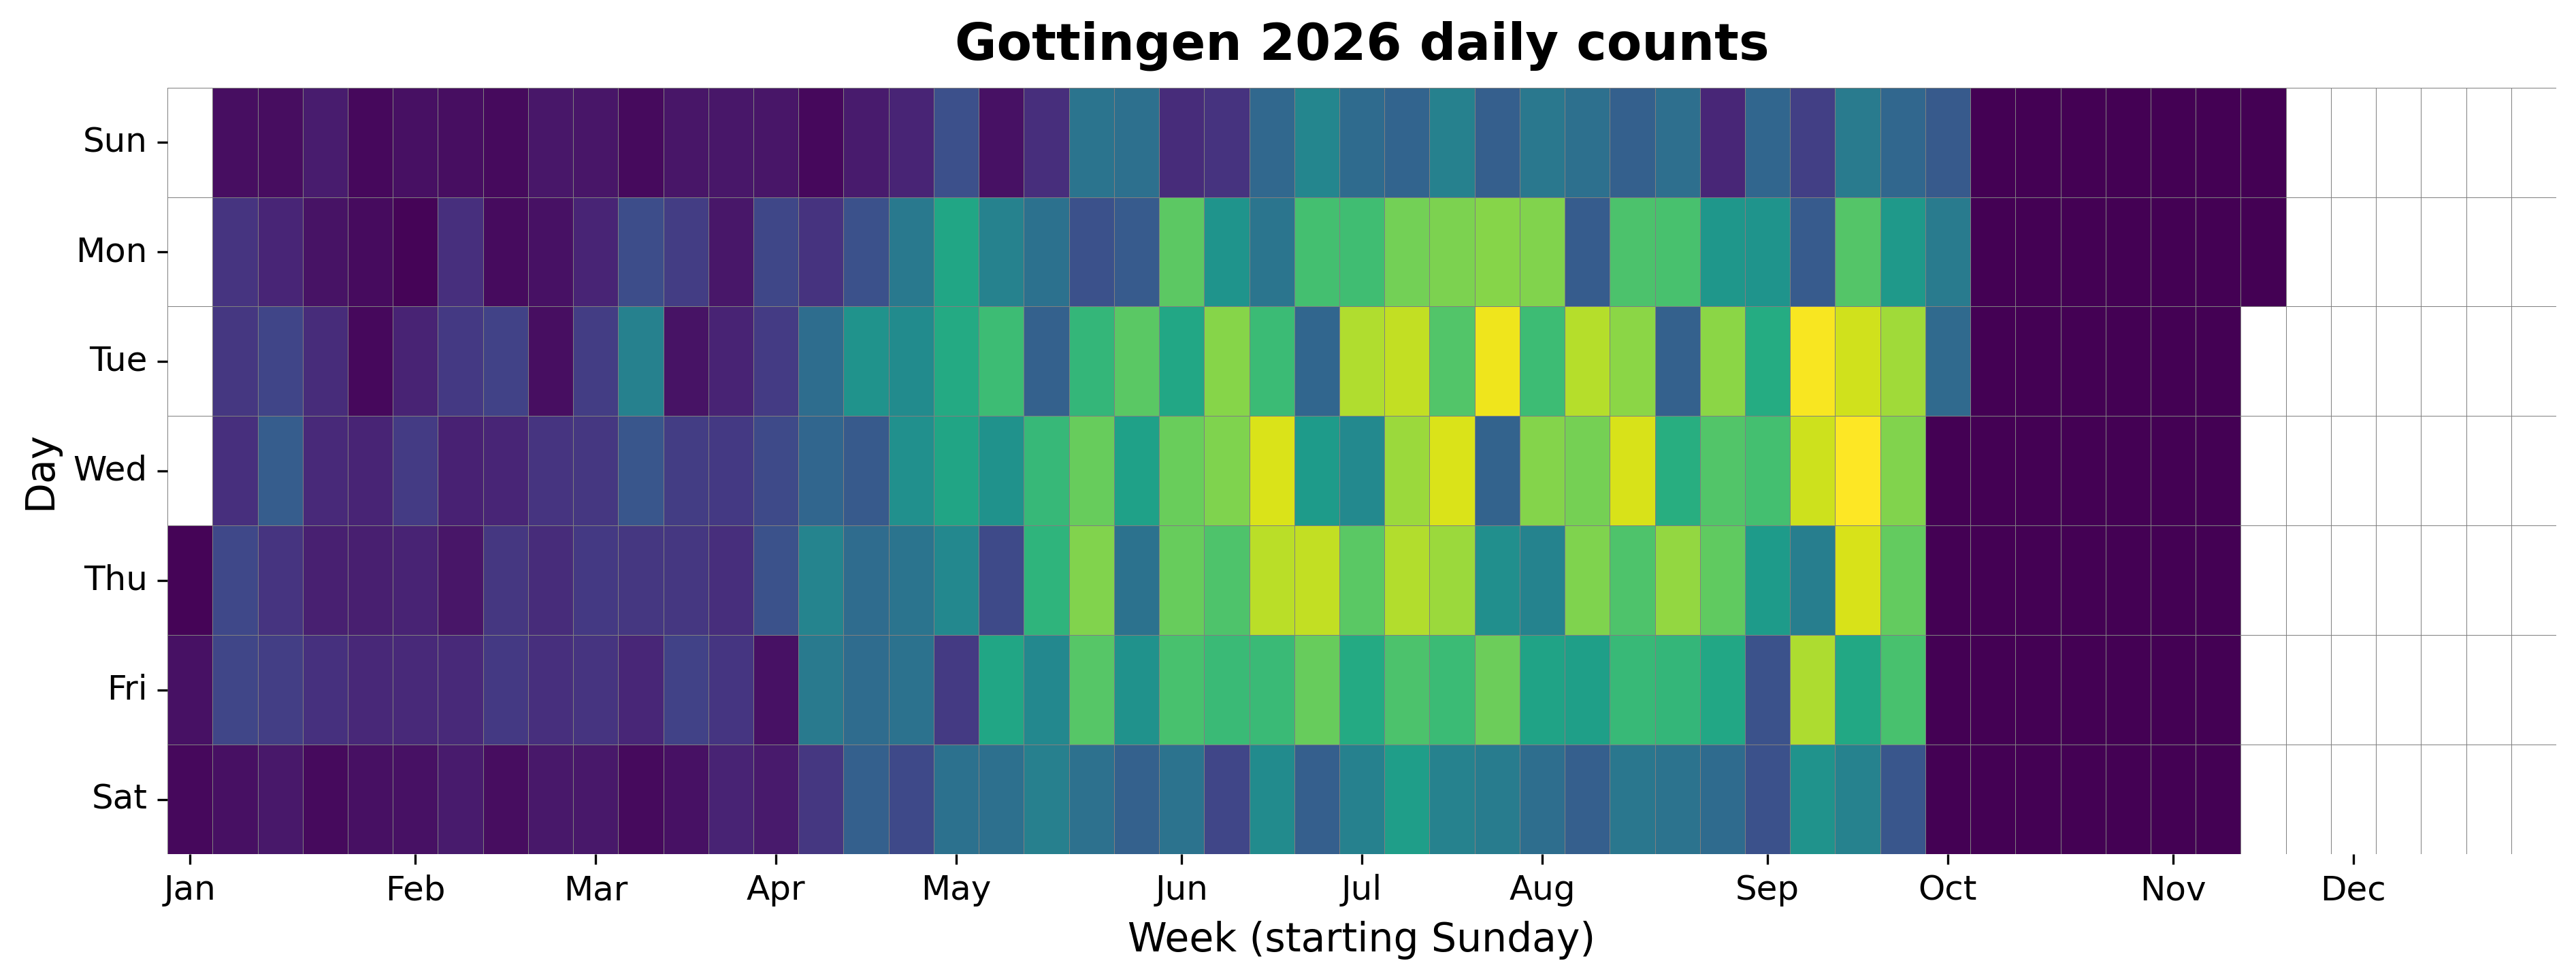 Gottingen 2026 daily counts
Sun
Mon
Tue
Wed
Thu
Fri
Sat
Day
Jan Feb Mar Apr May Jun Jul Aug Sep Oct Nov Dec
Week (starting Sunday)